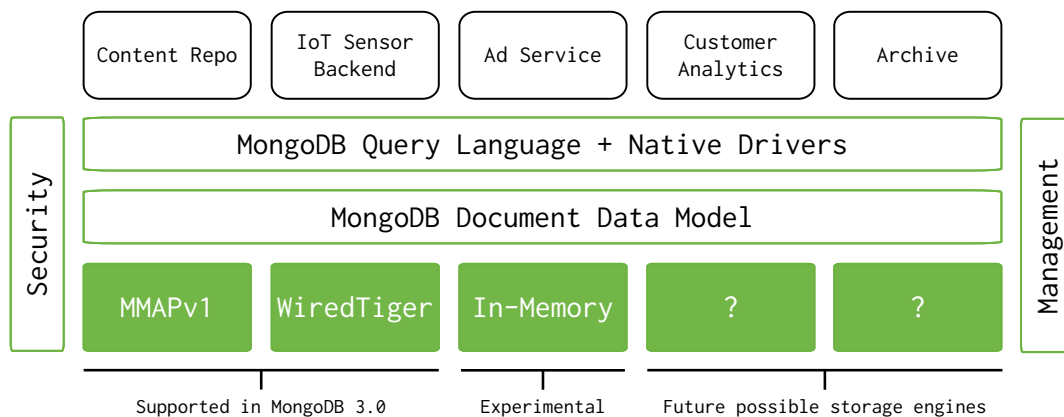 Content Repo
IoT Sensor
Backend
Ad Service
Customer
Analytics
Archive
Security
MongoDB Query Language + Native Drivers
MongoDB Document Data Model
Management
MMAPv1
WiredTiger
In-Memory
?
?
Supported in MongoDB 3.0
Experimental
Future possible storage engines